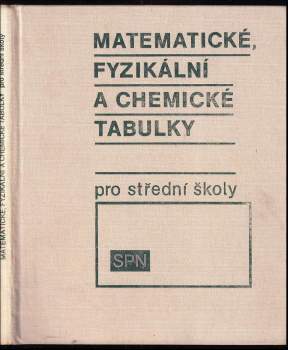 MATEMATICKÉ,
FYZIKÁLNÍ
A CHEMICKÉ
TABULKY
pro střední školy
SPN
MATEMATICKÉ, FYZIKÁLNÍ A CHEMICKÉ TABULKY pro střední školy